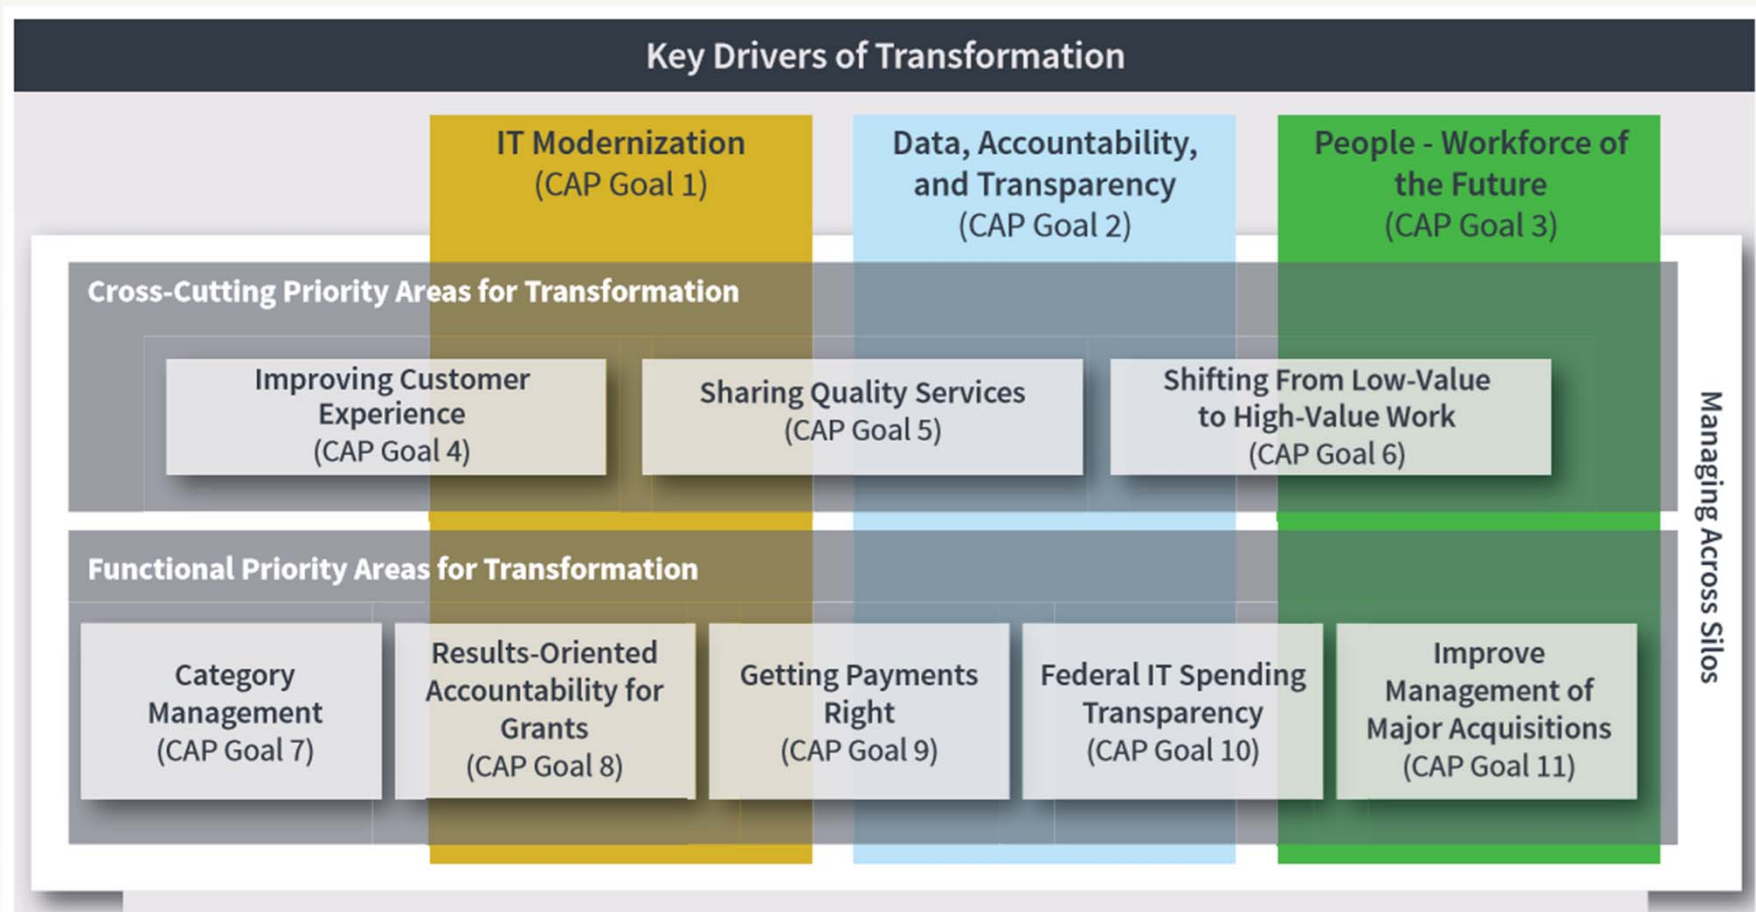 Key Drivers of Transformation
IT Modernization
(CAP Goal 1)
Data, Accountability,
and Transparency
(CAP Goal 2)
People - Workforce of
the Future
(CAP Goal 3)
Cross-Cutting Priority Areas for Transformation
Improving Customer
Experience
(CAP Goal 4)
Sharing Quality Services
(CAP Goal 5)
Shifting From Low-Value
to High-Value Work
(CAP Goal 6)
Functional Priority Areas for Transformation
Category
Management
(CAP Goal 7)
Results-Oriented
Accountability for
Grants
(CAP Goal 8)
Getting Payments
Right
(CAP Goal 9)
Federal IT Spending
Transparency
(CAP Goal 10)
Improve
Management of
Major Acquisitions
(CAP Goal 11)
Managing Across Silos